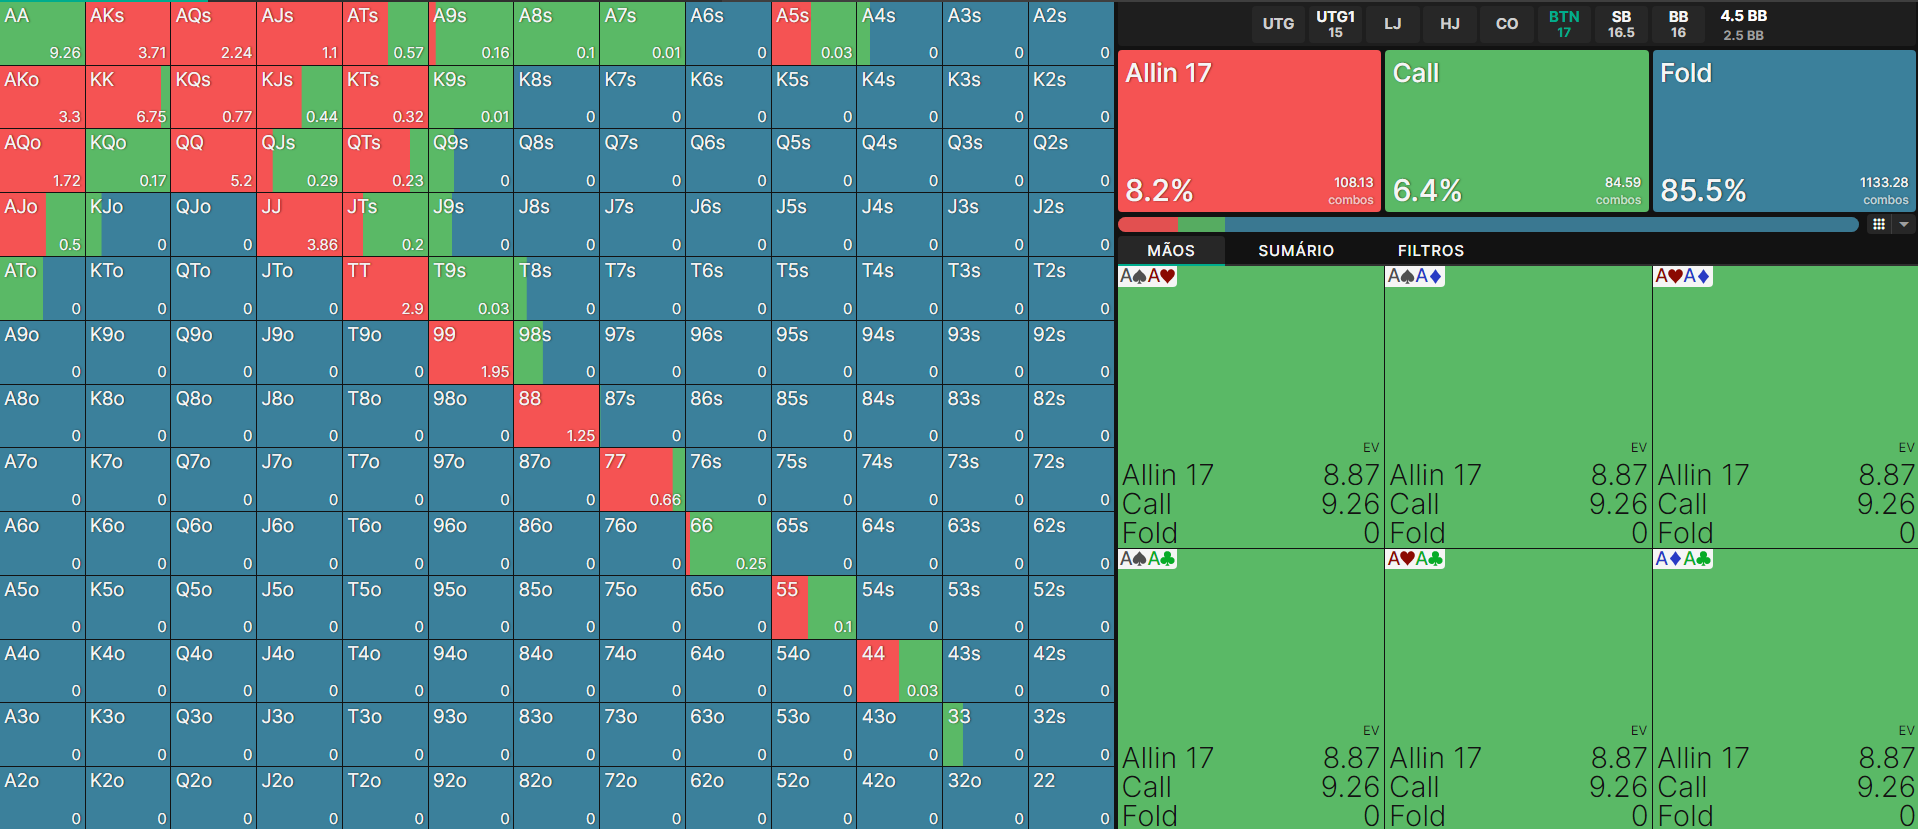 AA AKs AQs AJs ATs A9s A8s A7s A6s A5s A4s A3s A2s
9.26 3.71 2.24 1.1 0.57 0.16 0.1 0.01 0 0.03 0 0 0
AKo KK KQs KJs KTs K9s K8s K7s K6s K5s K4s K3s K2s
3.3 6.75 0.77 0.44 0.32 0.01 0 0 0 0 0 0 0
AQo KQo QQ QJs QTs Q9s Q8s Q7s Q6s Q5s Q4s Q3s Q2s
1.72 0.17 5.2 0.29 0.23 0 0 0 0 0 0 0 0
AJo KJo QJo JJ JTs J9s J8s J7s J6s J5s J4s J3s J2s
0.5 0 0 3.86 0.2 0 0 0 0 0 0 0 0
ATo KTo QTo JTo TT T9s T8s T7s T6s T5s T4s T3s T2s
0 0 0 0 2.9 0.03 0 0 0 0 0 0 0
A9o K9o Q9o J9o T9o 99 98s 97s 96s 95s 94s 93s 92s
0 0 0 0 0 1.95 0 0 0 0 0 0 0
A8o K8o Q8o J8o T8o 98o 88 87s 86s 85s 84s 83s 82s
0 0 0 0 0 0 1.25 0 0 0 0 0 0
A7o K7o Q7o J7o T7o 97o 87o 77 76s 75s 74s 73s 72s
0 0 0 0 0 0 0 0.66 0 0 0 0 0
A6o K6o Q6o J6o T6o 96o 86o 76o 66 65s 64s 63s 62s
0 0 0 0 0 0 0 0 0.25 0 0 0 0
A5o K5o Q5o J5o T5o 95o 85o 75o 65o 55 54s 53s 52s
0 0 0 0 0 0 0 0 0 0.1 0 0 0
A4o K4o Q4o J4o T4o 94o 84o 74o 64o 54o 44 43s 42s
0 0 0 0 0 0 0 0 0 0 0.03 0 0
A3o K3o Q3o J3o T3o 93o 83o 73o 63o 53o 43o 33 32s
0 0 0 0 0 0 0 0 0 0 0 0 0
A2o K2o Q2o J2o T2o 92o 82o 72o 62o 52o 42o 32o 22
0 0 0 0 0 0 0 0 0 0 0 0 0
UTG UTG1 LJ HJ CO BTN SB BB 4.5 BB
15 17 16.5 16 2.5 BB
Allin 17 Call Fold
8.2% 108.13 combos 6.4% 84.59 combos 85.5% 1133.28 combos
MÃOS SUMÁRIO FILTROS
A♠A♥ A♠A♦ A♥A♦
EV EV EV
Allin 17 8.87 Allin 17 8.87 Allin 17 8.87
Call 9.26 Call 9.26 Call 9.26
Fold 0 Fold 0 Fold 0
A♠A♣ A♥A♣ A♦A♣
EV EV EV
Allin 17 8.87 Allin 17 8.87 Allin 17 8.87
Call 9.26 Call 9.26 Call 9.26
Fold 0 Fold 0 Fold 0